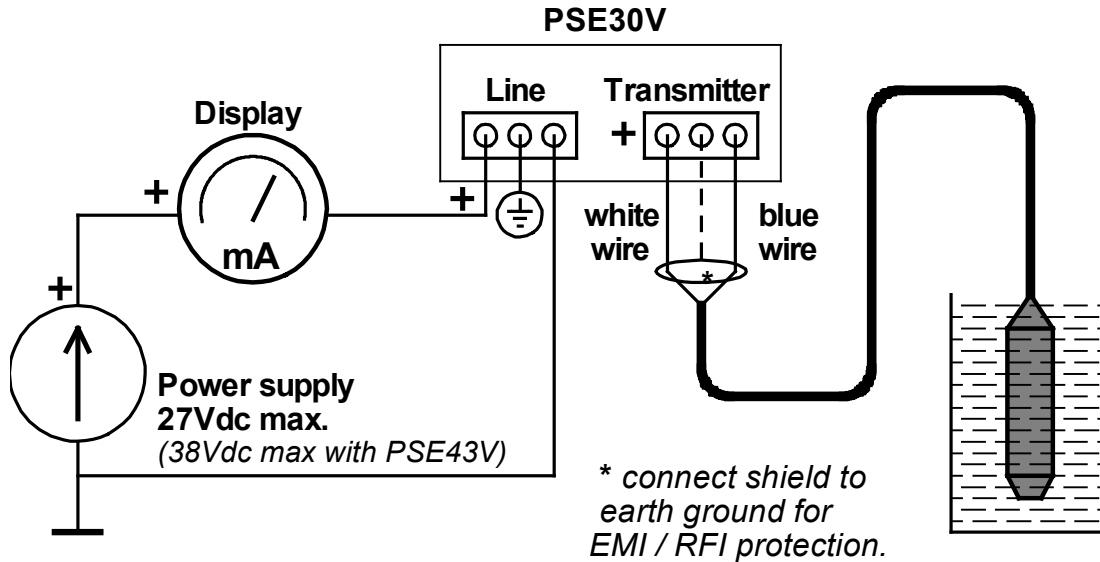 PSE30V
Line
Transmitter
Display
+
+
+
+
mA
white
wire
blue
wire
*
Power supply
27Vdc max.
(38Vdc max with PSE43V)
* connect shield to
earth ground for
EMI / RFI protection.